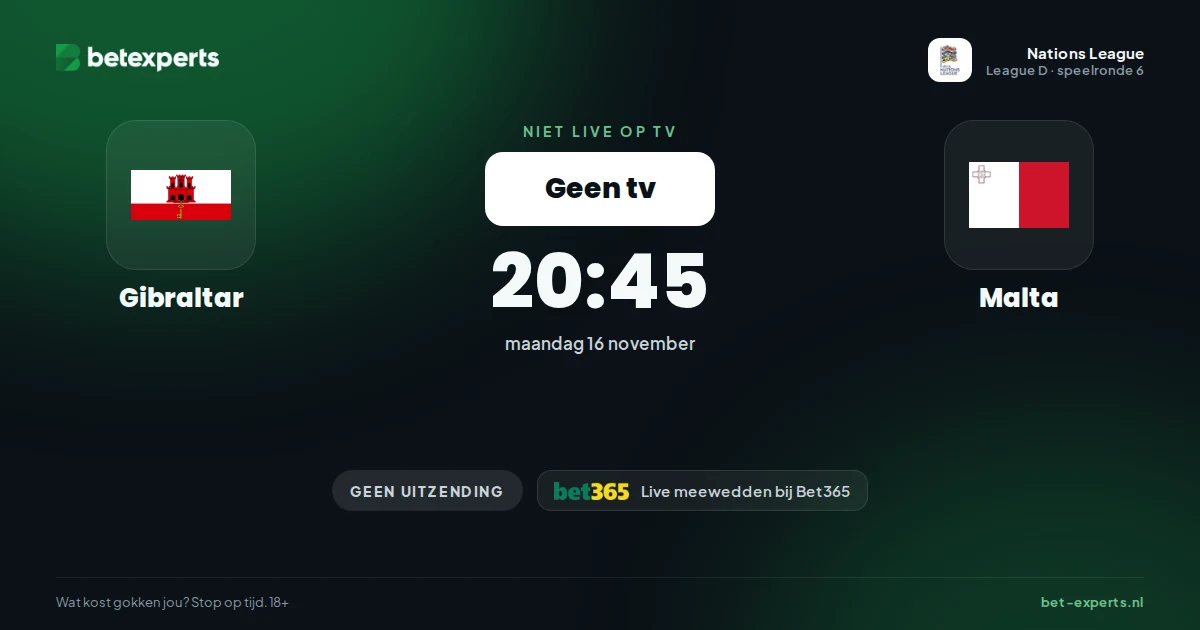 betexperts
Nations League
League D · speelronde 6
NIET LIVE OP TV
Geen tv
20:45
maandag 16 november
Gibraltar
Malta
GEEN UITZENDING
bet365 Live meewedden bij Bet365
Wat kost gokken jou? Stop op tijd. 18+
bet-experts.nl